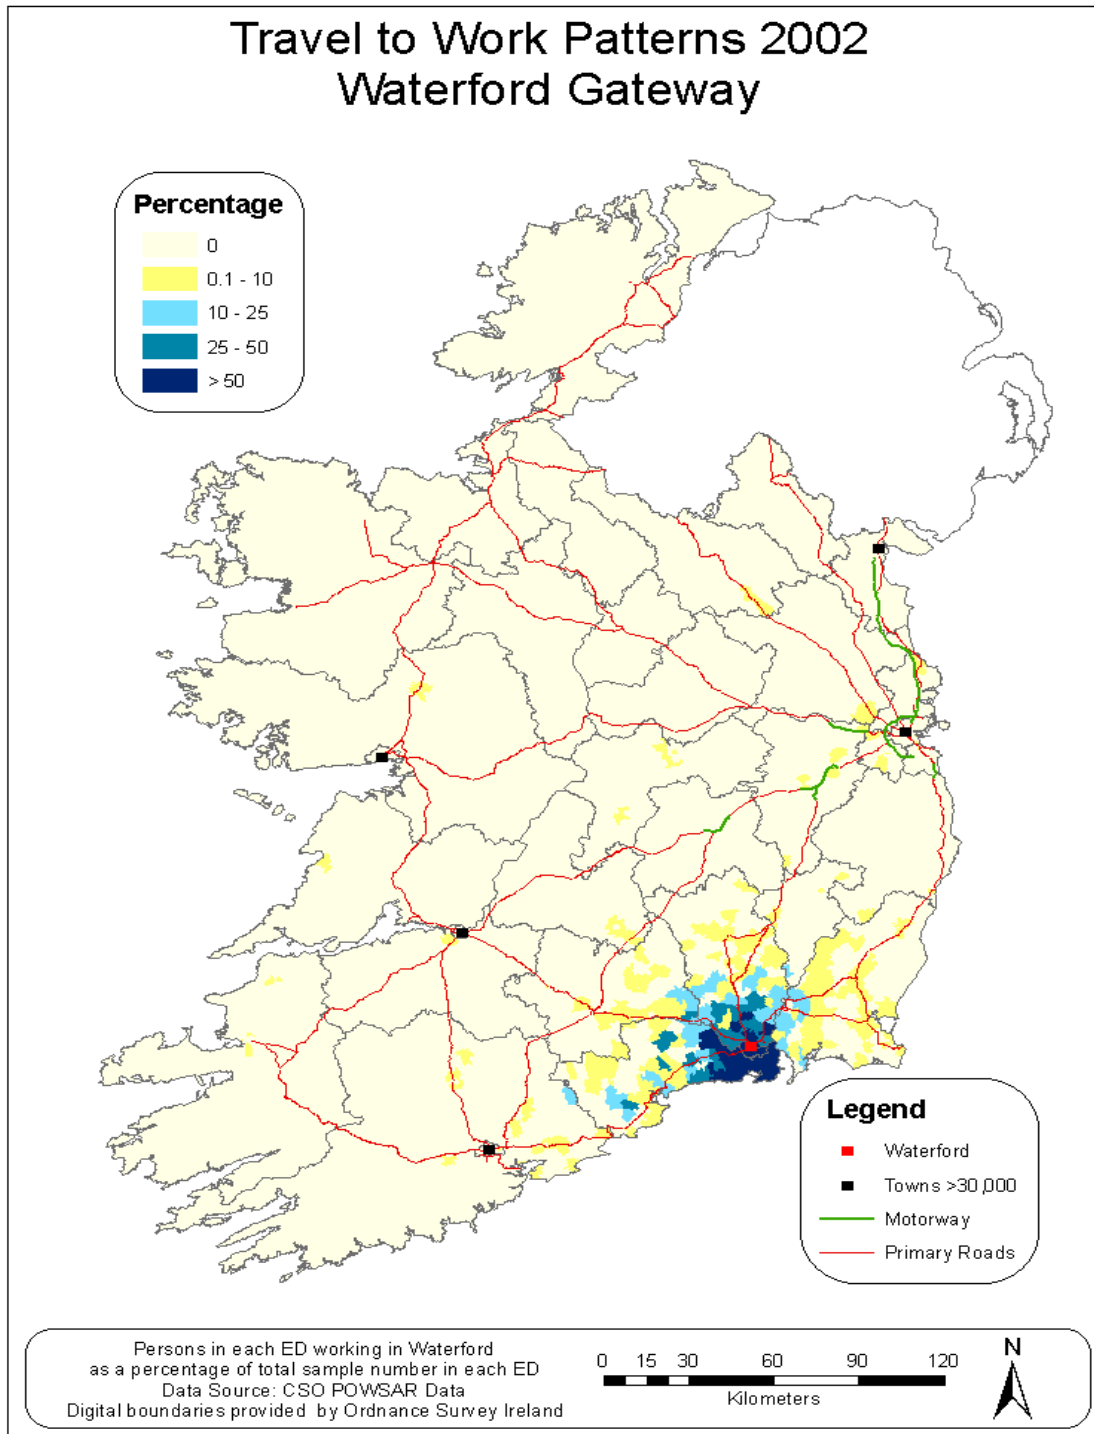 Travel to Work Patterns 2002
Waterford Gateway
Percentage
0
0.1 - 10
10 - 25
25 - 50
> 50
Legend
Waterford
Towns >30,000
Motorway
Primary Roads
Persons in each ED working in Waterford
as a percentage of total sample number in each ED
Data Source: CSO POWSAR Data
Digital boundaries provided by Ordnance Survey Ireland
0 15 30 60 90 120
Kilometers
N